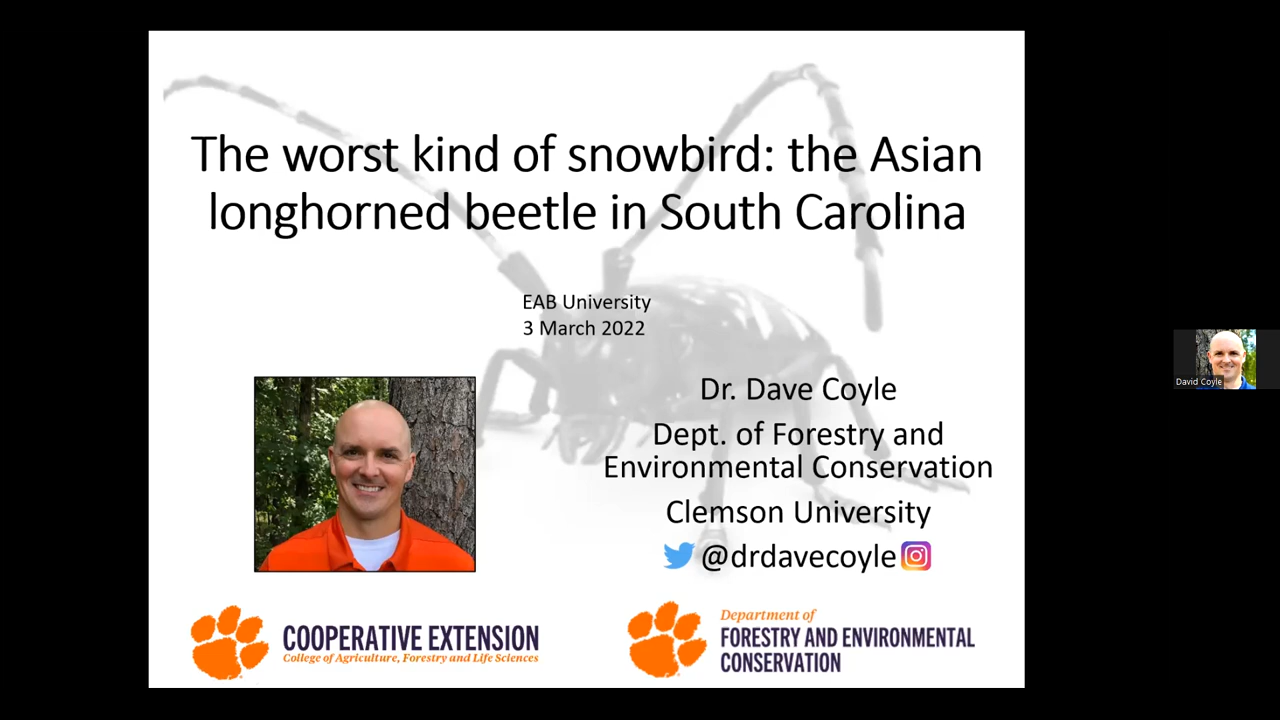 The worst kind of snowbird: the Asian
longhorned beetle in South Carolina
EAB University
3 March 2022
Dr. Dave Coyle
Dept. of Forestry and
Environmental Conservation
Clemson University
@drdavecoyle
COOPERATIVE EXTENSION
College of Agriculture, Forestry and Life Sciences
Department of
FORESTRY AND ENVIRONMENTAL
CONSERVATION
David Coyle